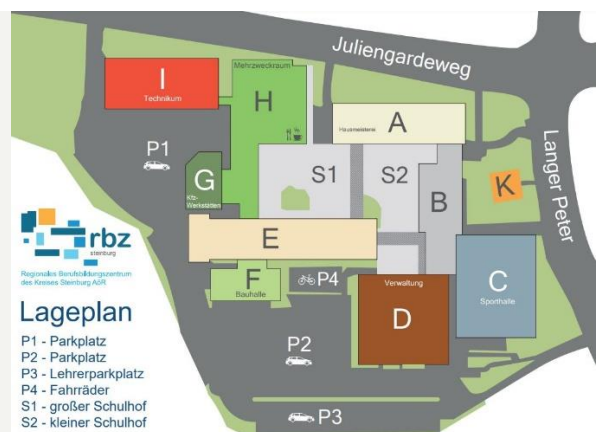 Juliengardeweg
Langer Peter
I
Technikum
Mehrzweckraum
H
Hausmeisterei
A
P1
G
Kfz-
Werkstätten
S1
S2
B
K
E
F
Bauhalle
P4
Verwaltung
D
C
Sporthalle
P2
P3
rbz
steinburg
Regionales Berufsbildungszentrum
des Kreises Steinburg AöR
Lageplan
P1 - Parkplatz
P2 - Parkplatz
P3 - Lehrerparkplatz
P4 - Fahrräder
S1 - großer Schulhof
S2 - kleiner Schulhof